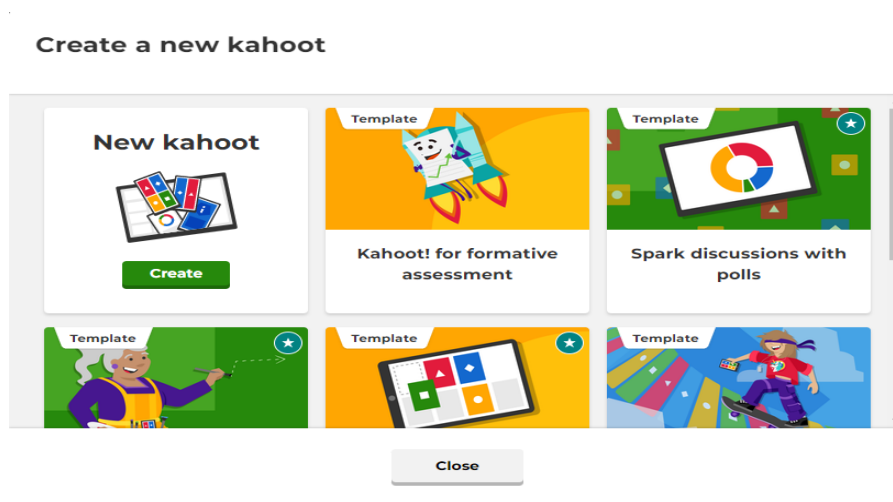 Create a new kahoot
New kahoot
Create
Template
Kahoot! for formative
assessment
Template
Spark discussions with
polls
Template
Template
Template
Close